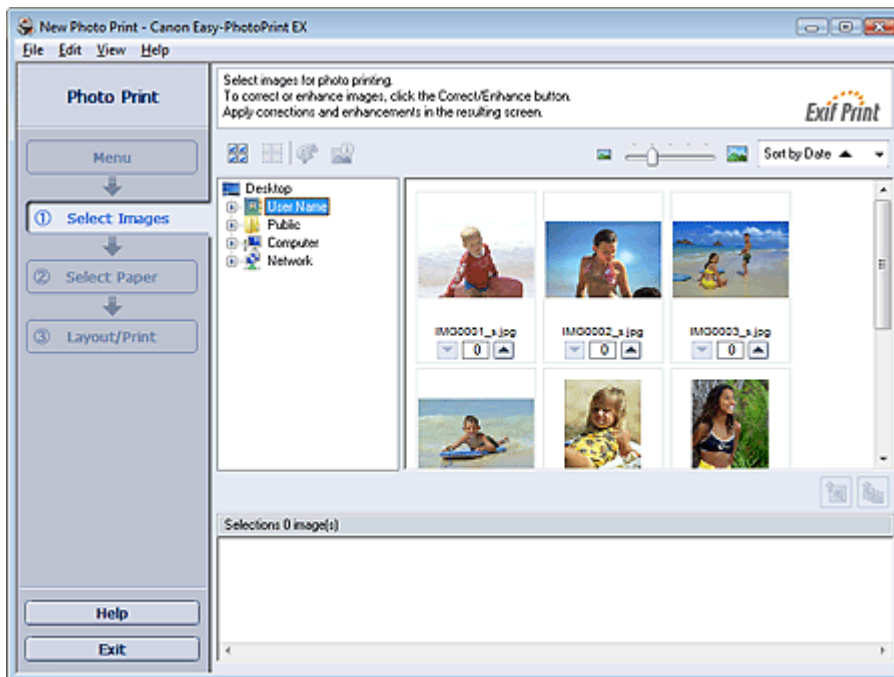 New Photo Print - Canon Easy-PhotoPrint EX
File Edit View Help
Photo Print
Menu
① Select Images
② Select Paper
③ Layout/Print
Help
Exit
Select images for photo printing.
To correct or enhance images, click the Correct/Enhance button.
Apply corrections and enhancements in the resulting screen.
Exif Print
Sort by Date
Desktop
User Name
Public
Computer
Network
IMG0001_s.jpg IMG0002_s.jpg IMG0003_s.jpg
0 0 0
Selections 0 image(s)